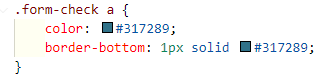 .form-check a {
    color: #317289;
    border-bottom: 1px solid #317289;
}